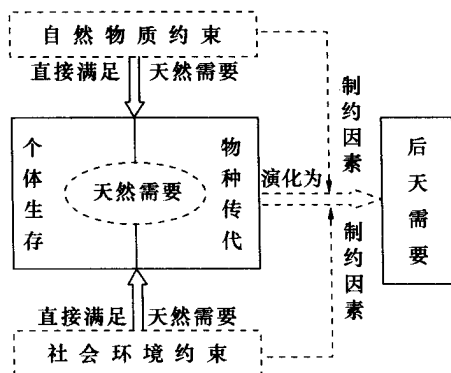 自然物质约束
直接满足 天然需要
制约因素
个体生存
天然需要
物种传代
演化为
后天需要
制约因素
直接满足 天然需要
社会环境约束